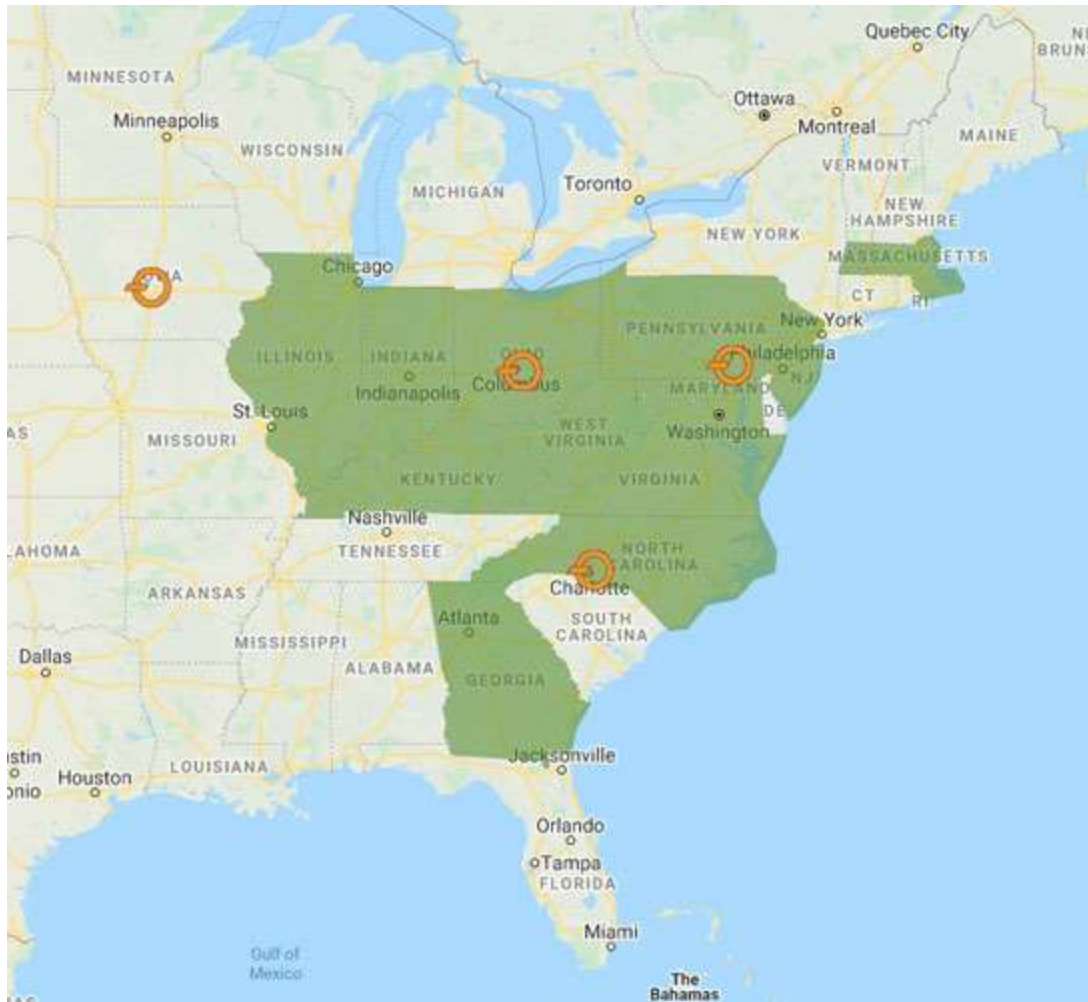 Quebec City
MINNESOTA
Ottawa
Minneapolis
Montreal
MAINE
WISCONSIN
VERMONT
MICHIGAN
Toronto
NEW
HAMPSHIRE
NEW YORK
MASSACHUSETTS
Chicago
CT
RI
New York
PENNSYLVANIA
ILLINOIS
INDIANA
OHIO
Philadelphia
Indianapolis
Columbus
MARYLAND
NJ
St. Louis
DE
MISSOURI
WEST
VIRGINIA
Washington
KENTUCKY
VIRGINIA
Nashville
TENNESSEE
NORTH
CAROLINA
ARKANSAS
Charlotte
Atlanta
SOUTH
CAROLINA
MISSISSIPPI
Dallas
ALABAMA
GEORGIA
Jacksonville
LOUISIANA
Houston
Orlando
Tampa
FLORIDA
Miami
Gulf of
Mexico
The
Bahamas